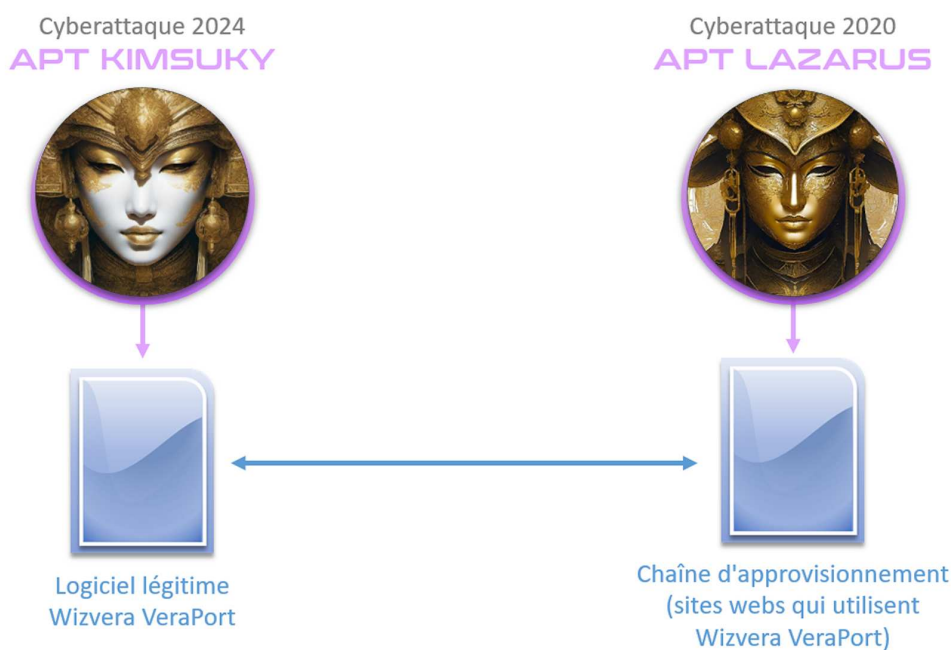 Cyberattaque 2024
APT KIMSUKY
Cyberattaque 2020
APT LAZARUS
Logiciel légitime
Wizvera VeraPort
Chaîne d'approvisionnement
(sites webs qui utilisent
Wizvera VeraPort)